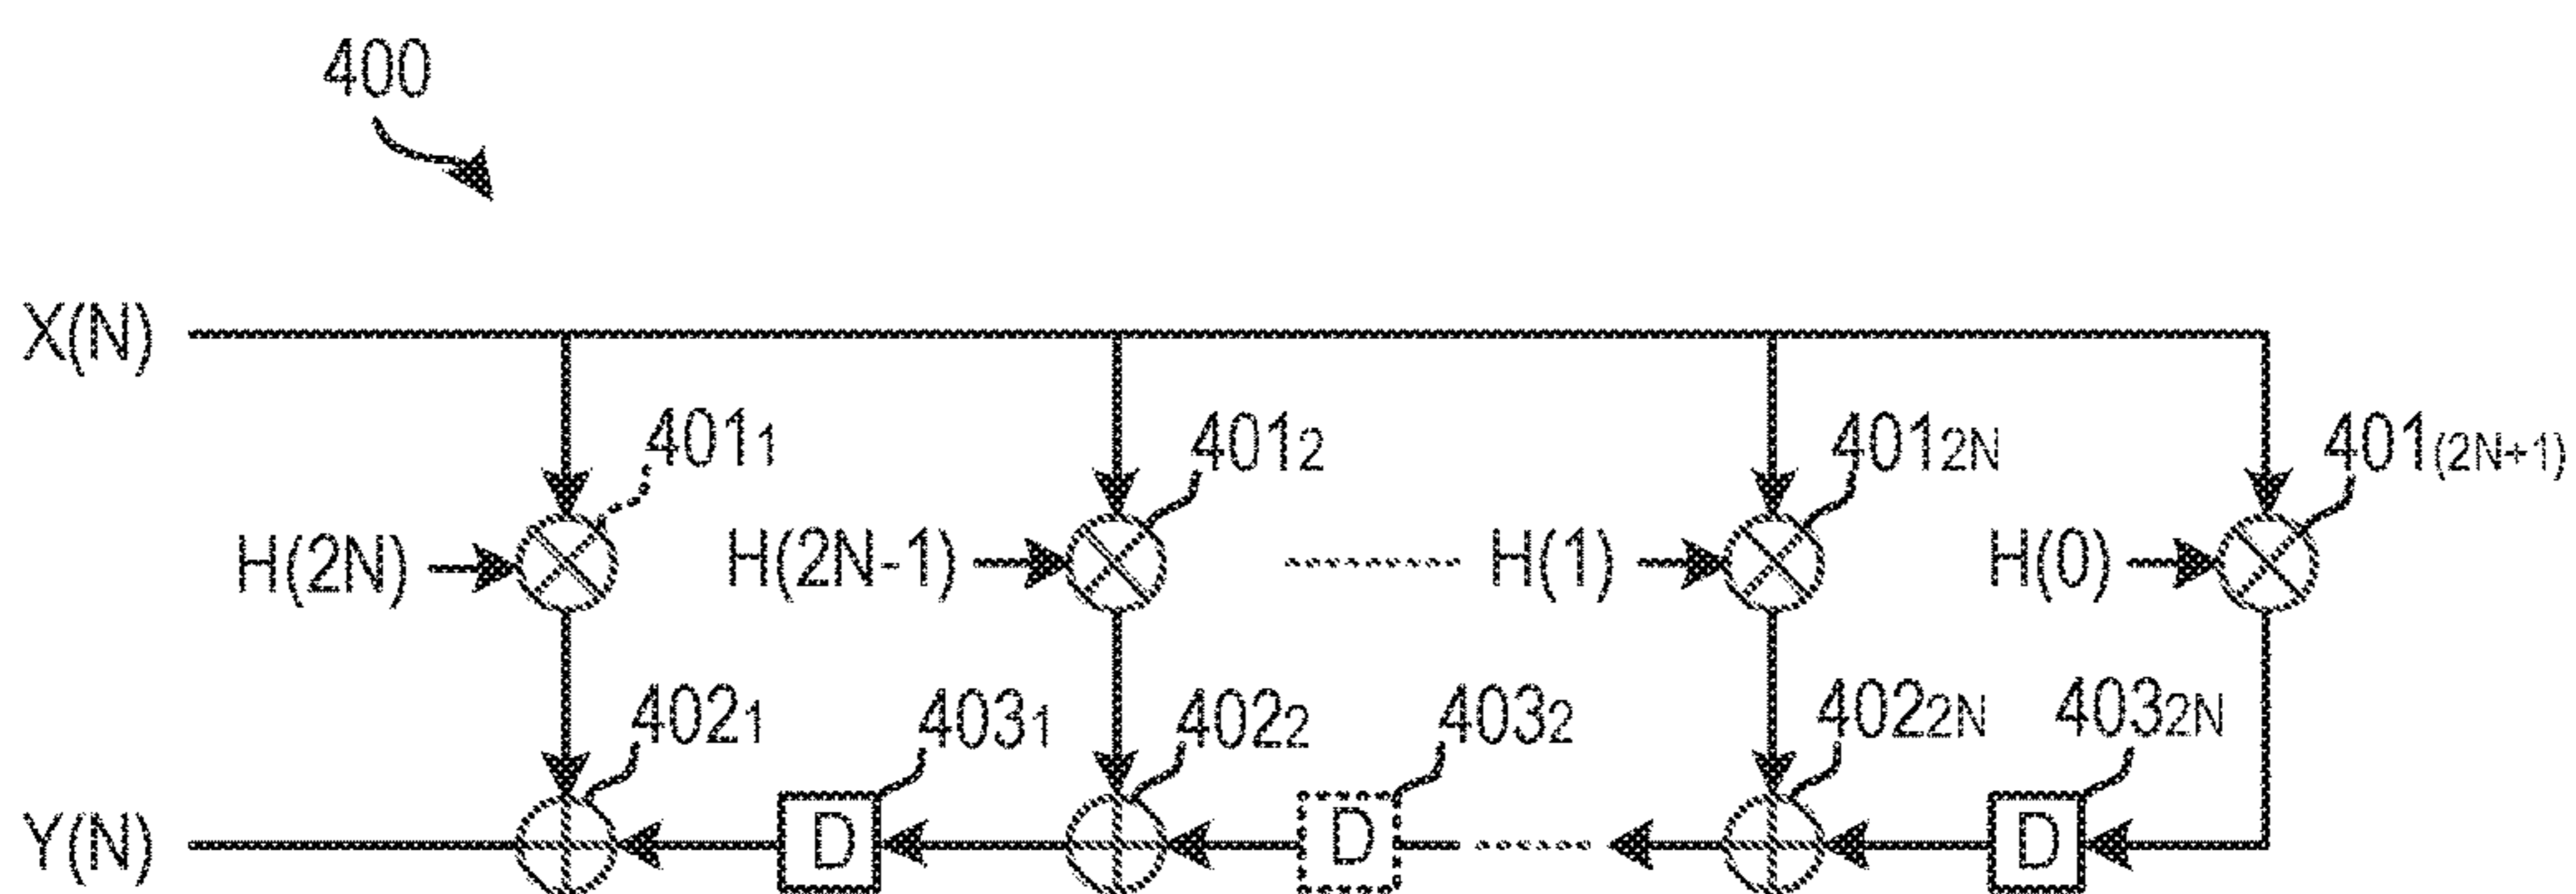 400
X(N)
401₁ 401₂ 401₂N 401(2N+1)
H(2N) H(2N-1) H(1) H(0)
402₁ 403₁ 402₂ 403₂ 402₂N 403₂N
Y(N) D D D